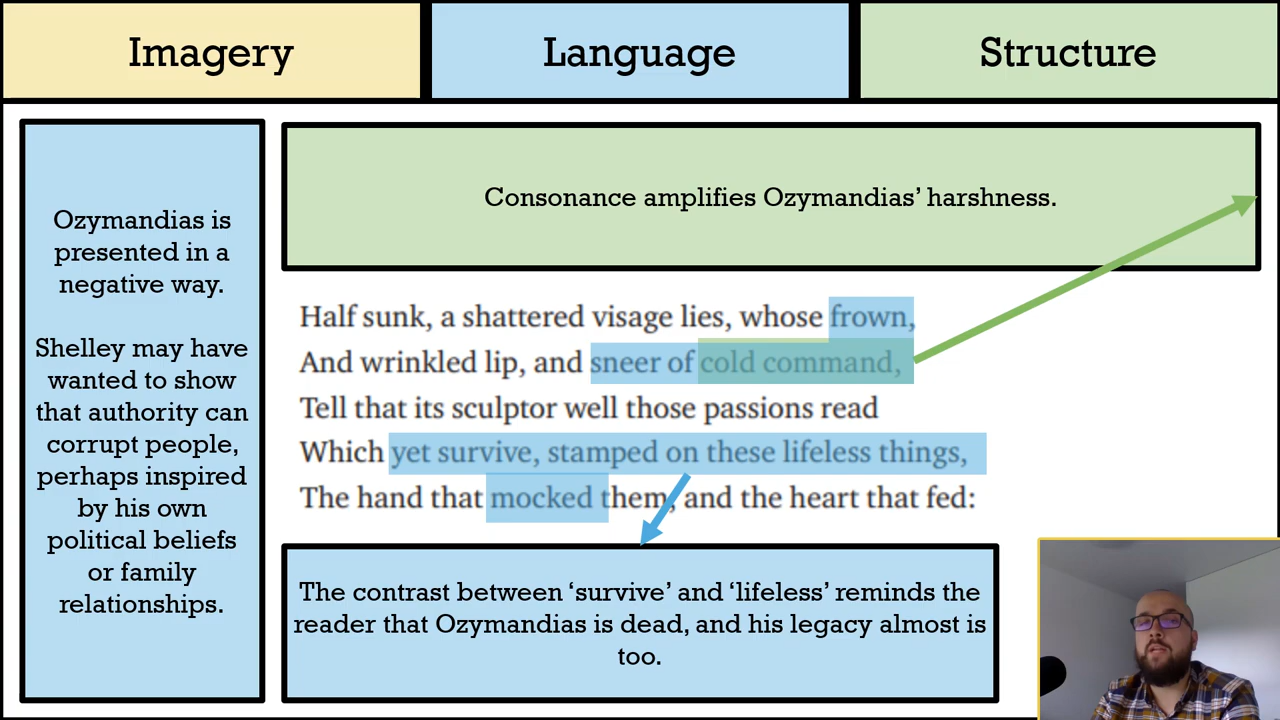 Imagery
Language
Structure
Ozymandias is
presented in a
negative way.
Shelley may have
wanted to show
that authority can
corrupt people,
perhaps inspired
by his own
political beliefs
or family
relationships.
Consonance amplifies Ozymandias’ harshness.
Half sunk, a shattered visage lies, whose frown,
And wrinkled lip, and sneer of cold command,
Tell that its sculptor well those passions read
Which yet survive, stamped on these lifeless things,
The hand that mocked them, and the heart that fed:
The contrast between ‘survive’ and ‘lifeless’ reminds the
reader that Ozymandias is dead, and his legacy almost is
too.